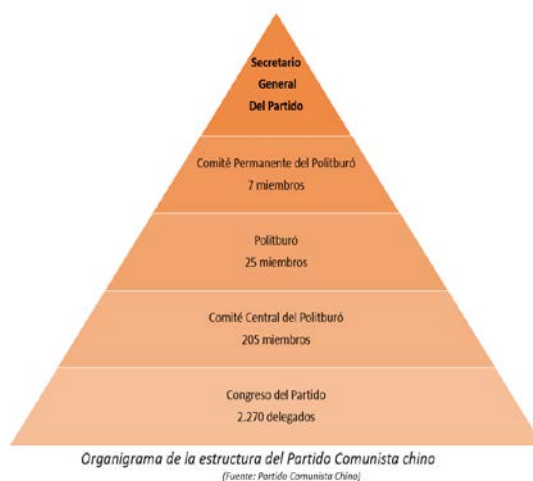 Secretario
General
Del Partido
Comité Permanente del Politburó
7 miembros
Politburó
25 miembros
Comité Central del Politburó
205 miembros
Congreso del Partido
2.270 delegados
Organigrama de la estructura del Partido Comunista chino
(Fuente: Partido Comunista Chino)